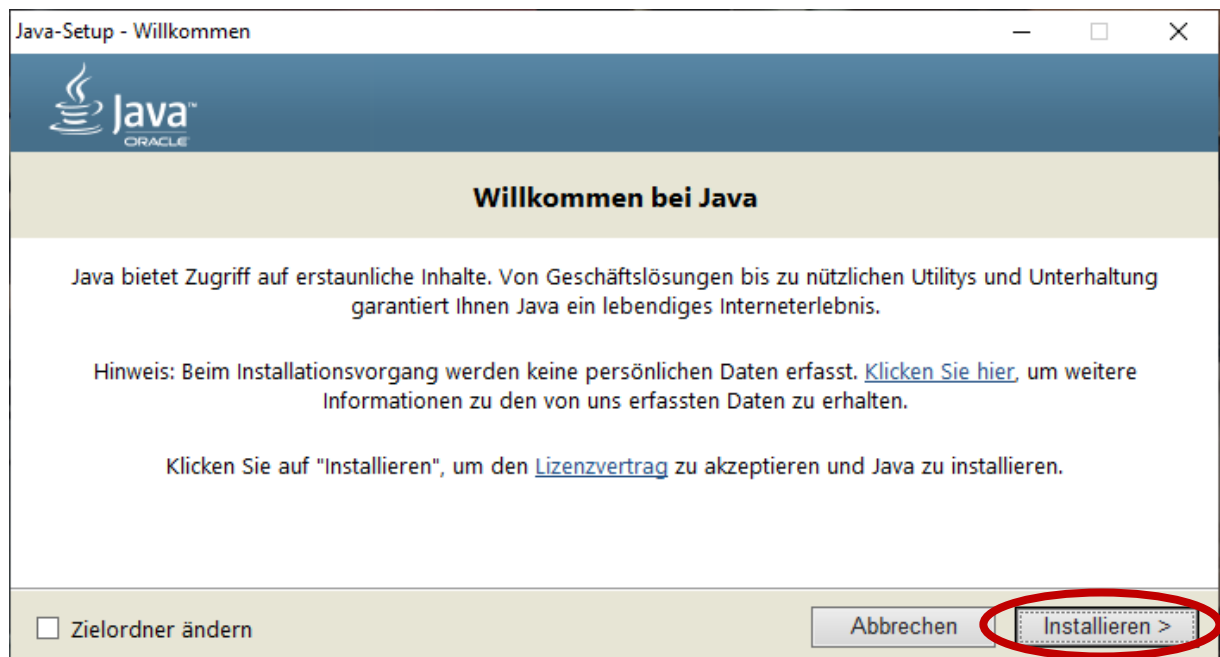 Java-Setup - Willkommen
Java™
ORACLE
Willkommen bei Java
Java bietet Zugriff auf erstaunliche Inhalte. Von Geschäftslösungen bis zu nützlichen Utilitys und Unterhaltung
garantiert Ihnen Java ein lebendiges Interneterlebnis.
Hinweis: Beim Installationsvorgang werden keine persönlichen Daten erfasst. Klicken Sie hier, um weitere
Informationen zu den von uns erfassten Daten zu erhalten.
Klicken Sie auf "Installieren", um den Lizenzvertrag zu akzeptieren und Java zu installieren.
Zielordner ändern
Abbrechen
Installieren >